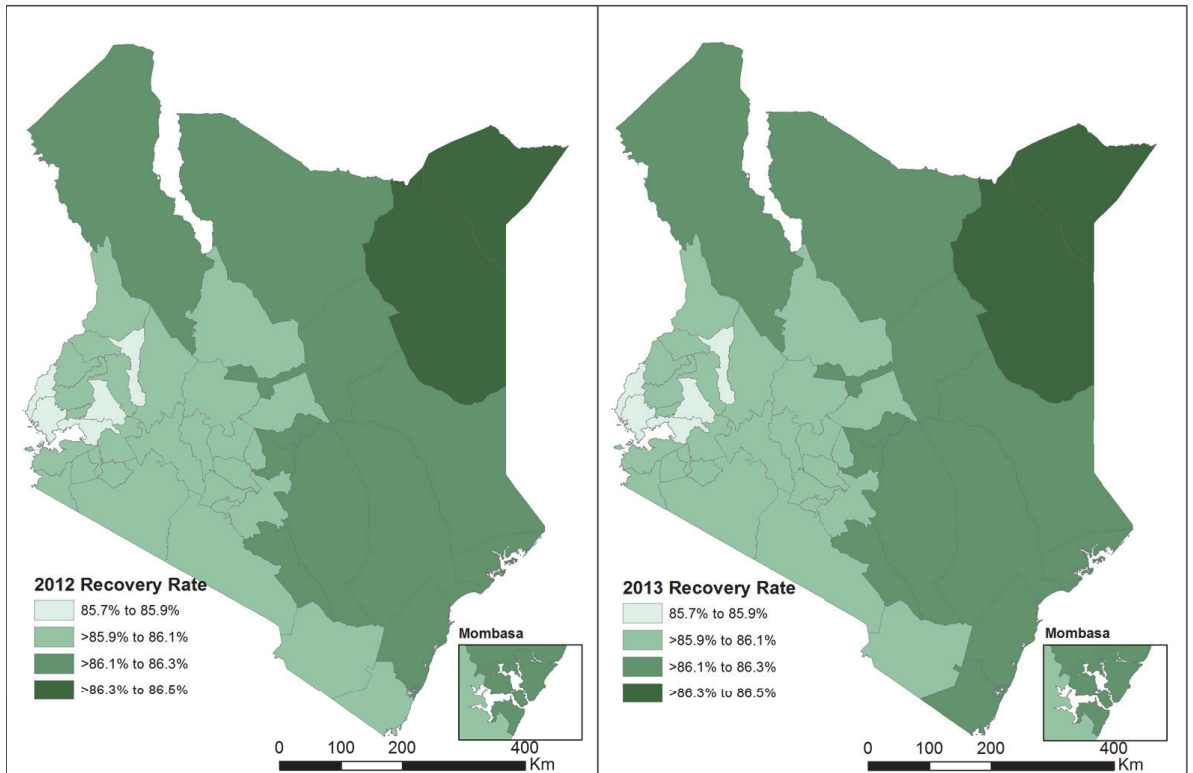 2012 Recovery Rate
85.7% to 85.9%
>85.9% to 86.1%
>86.1% to 86.3%
>86.3% to 86.5%
Mombasa
0 100 200 400
Km
2013 Recovery Rate
85.7% to 85.9%
>85.9% to 86.1%
>86.1% to 86.3%
>86.3% to 86.5%
Mombasa
0 100 200 400
Km